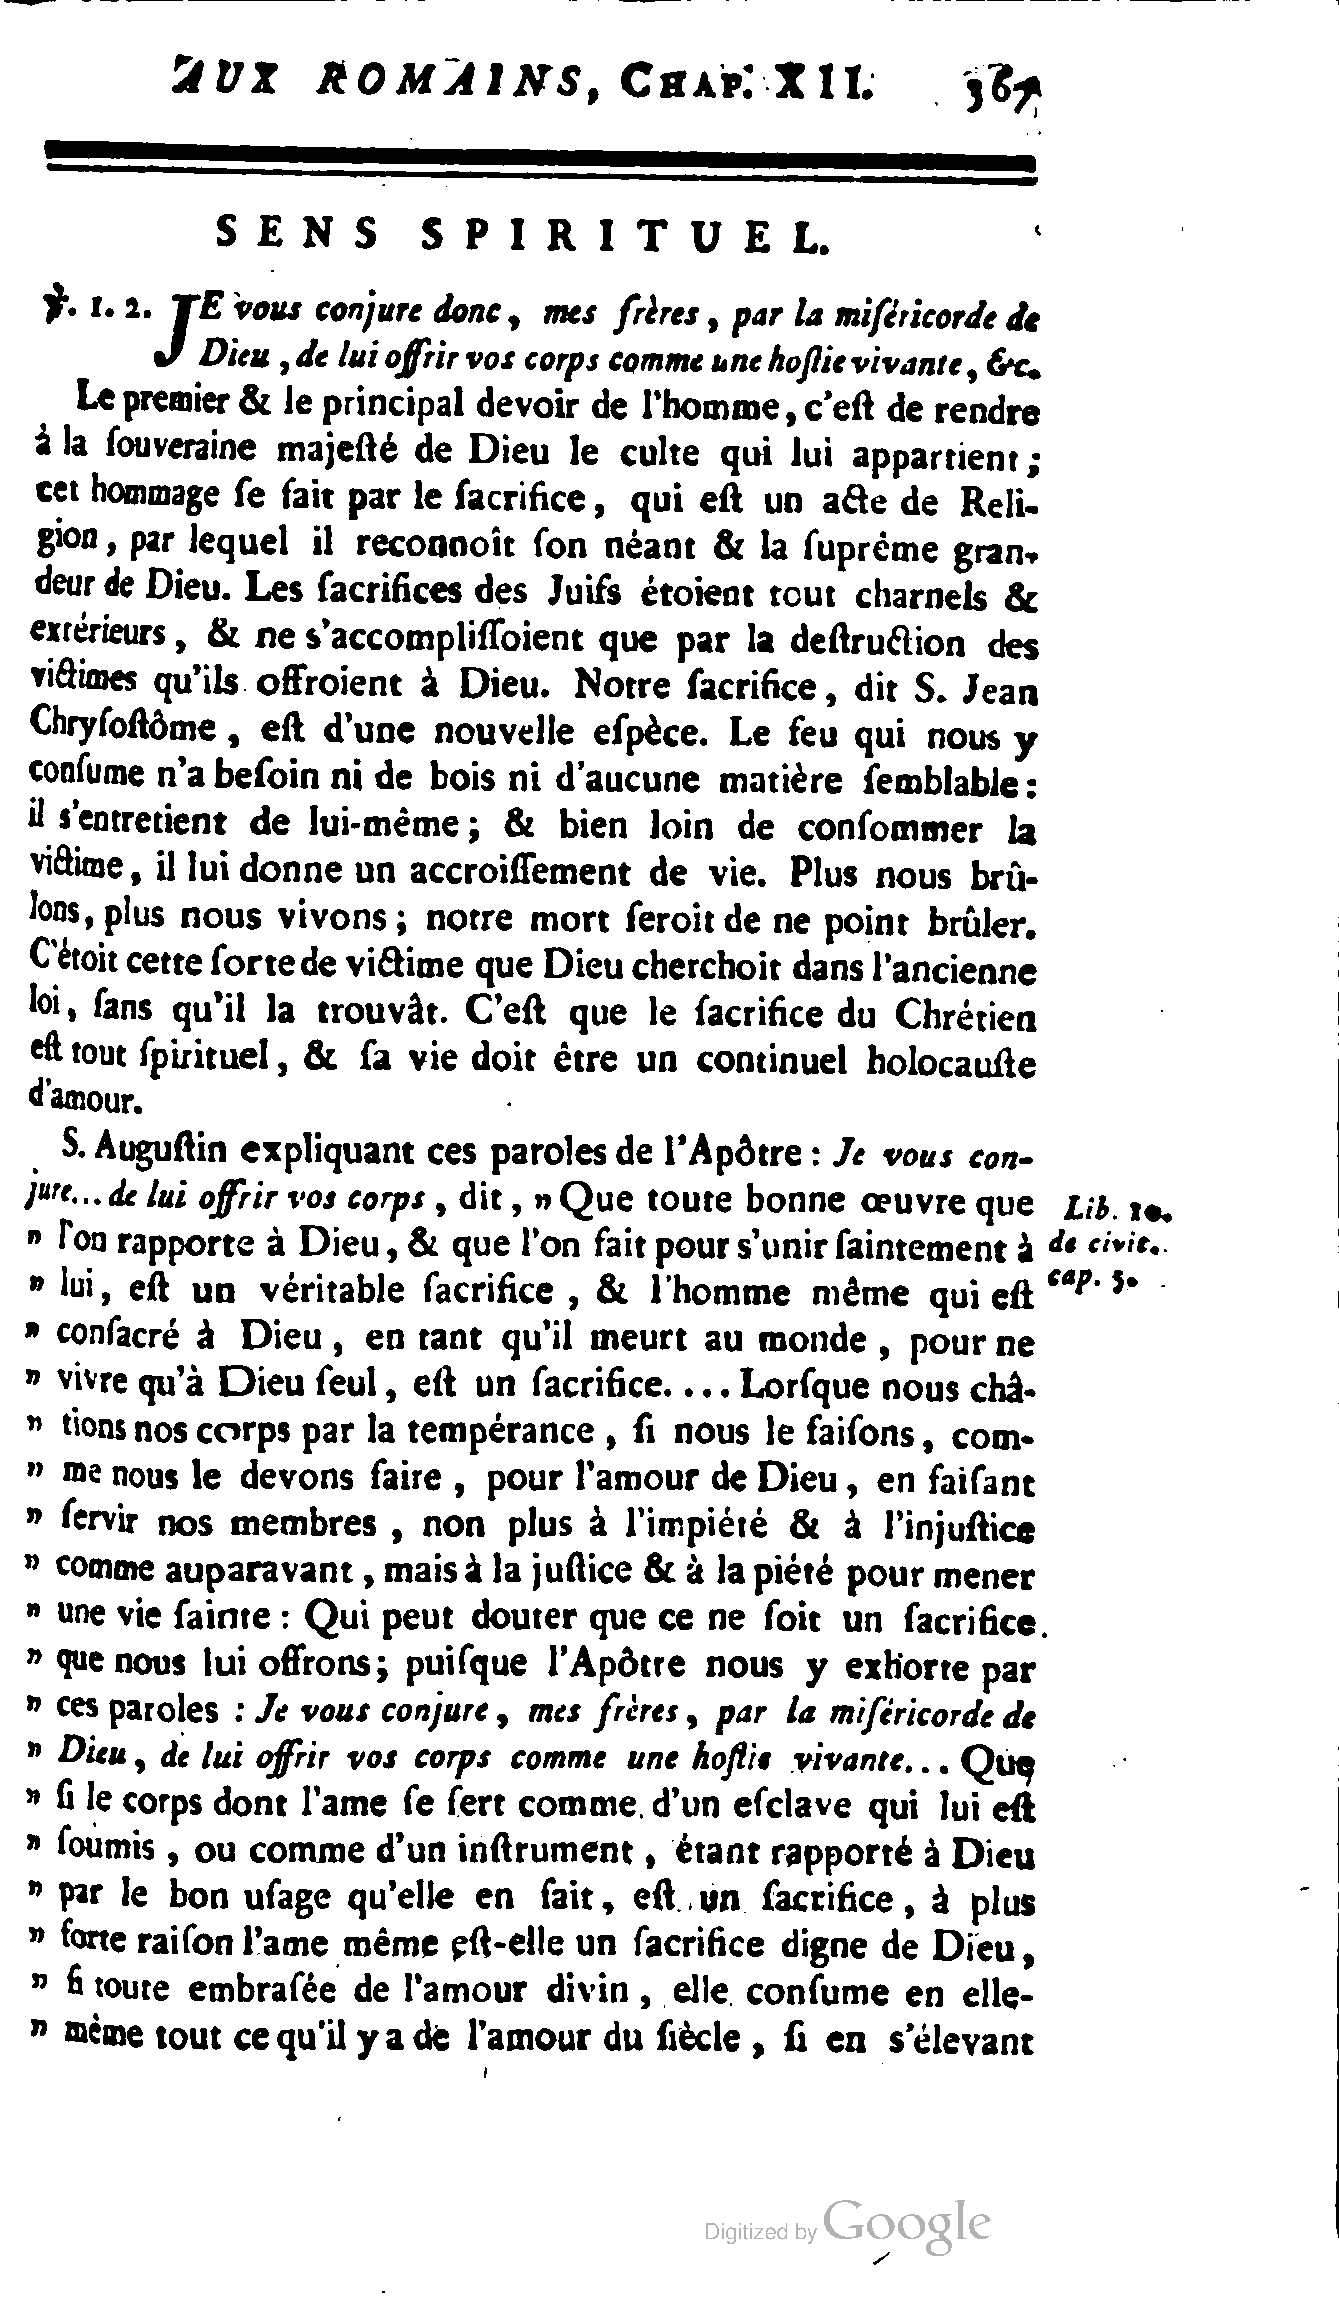 AUX ROMAINS, CHAP. XII. 367
SENS SPIRITUEL.
℣. 1. 2. JE vous conjure donc, mes frères, par la miſéricorde de
Dieu, de lui offrir vos corps comme une hoſtie vivante, &c.
Le premier & le principal devoir de l'homme, c'eſt de rendre
à la ſouveraine majeſté de Dieu le culte qui lui appartient;
cet hommage ſe fait par le ſacrifice, qui eſt un acte de Reli-
gion, par lequel il reconnoît ſon néant & la ſuprême gran-
deur de Dieu. Les ſacrifices des Juifs étoient tout charnels &
extérieurs, & ne s'accompliſſoient que par la deſtruction des
victimes qu'ils offroient à Dieu. Notre ſacrifice, dit S. Jean
Chryſoſtôme, eſt d'une nouvelle eſpèce. Le feu qui nous y
conſume n'a beſoin ni de bois ni d'aucune matière ſemblable:
il s'entretient de lui-même; & bien loin de conſommer la
victime, il lui donne un accroiſſement de vie. Plus nous brû-
lons, plus nous vivons; notre mort ſeroit de ne point brûler.
C'étoit cette ſorte de victime que Dieu cherchoit dans l'ancienne
loi, ſans qu'il la trouvât. C'eſt que le ſacrifice du Chrétien
eſt tout ſpirituel, & ſa vie doit être un continuel holocauſte
d'amour.
S. Auguſtin expliquant ces paroles de l'Apôtre: Je vous con-
jure... de lui offrir vos corps, dit, » Que toute bonne œuvre que
» l'on rapporte à Dieu, & que l'on fait pour s'unir ſaintement à
» lui, eſt un véritable ſacrifice, & l'homme même qui eſt
» conſacré à Dieu, en tant qu'il meurt au monde, pour ne
» vivre qu'à Dieu ſeul, eſt un ſacrifice.... Lorſque nous châ-
» tions nos corps par la tempérance, ſi nous le faiſons, com-
» me nous le devons faire, pour l'amour de Dieu, en faiſant
» ſervir nos membres, non plus à l'impiété & à l'injuſtice
» comme auparavant, mais à la juſtice & à la piété pour mener
» une vie ſainte: Qui peut douter que ce ne ſoit un ſacrifice
» que nous lui offrons; puiſque l'Apôtre nous y exhorte par
» ces paroles: Je vous conjure, mes frères, par la miſéricorde de
» Dieu, de lui offrir vos corps comme une hoſtie vivante... Que
» ſi le corps dont l'ame ſe ſert comme d'un eſclave qui lui eſt
» ſoumis, ou comme d'un inſtrument, étant rapporté à Dieu
» par le bon uſage qu'elle en fait, eſt un ſacrifice, à plus
» forte raiſon l'ame même eſt-elle un ſacrifice digne de Dieu,
» ſi toute embraſée de l'amour divin, elle conſume en elle-
» même tout ce qu'il y a de l'amour du ſiècle, ſi en s'élevant
Lib. 10.
de civit.
cap. 5.
Digitized by Google